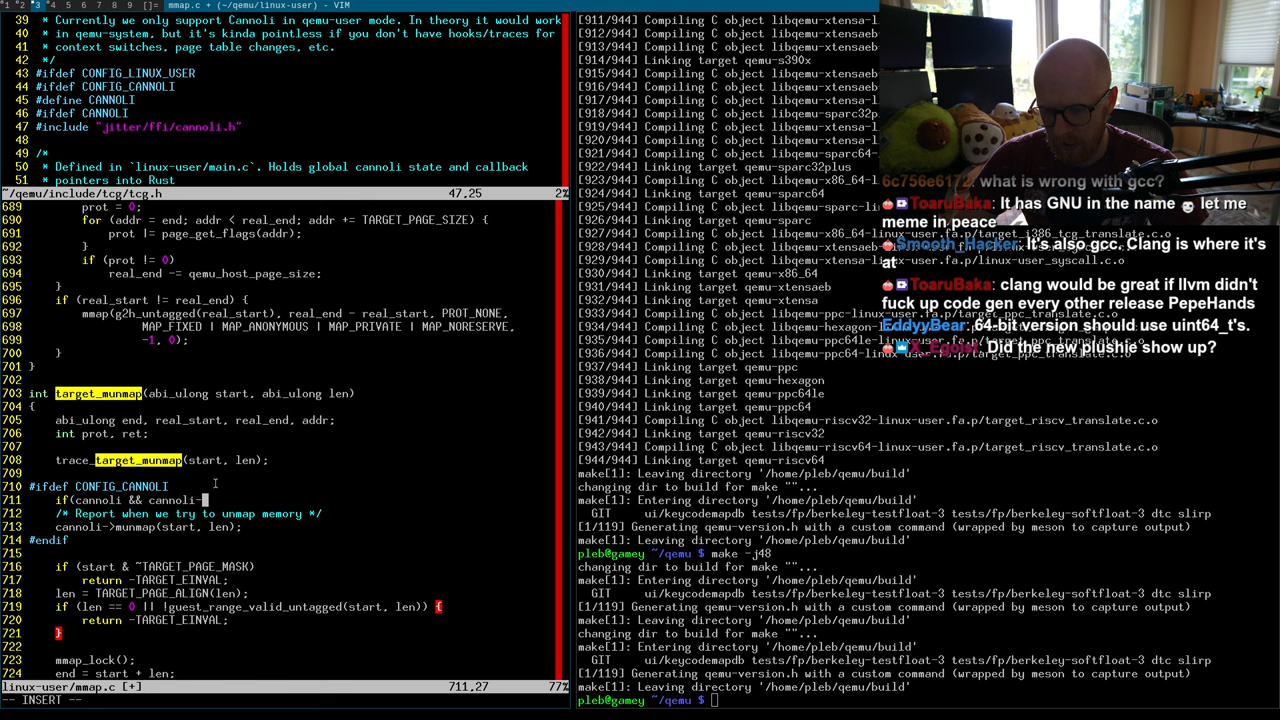 1 2 3 4 5 6 7 8 9 []= mmap.c + (~/qemu/linux-user) - VIM
39 * Currently we only support Cannoli in qemu-user mode. In theory it would work
40 * in qemu-system, but it's kinda pointless if you don't have hooks/traces for
41 * context switches, page table changes, etc.
42 */
43 #ifdef CONFIG_LINUX_USER
44 #ifdef CONFIG_CANNOLI
45 #define CANNOLI
46 #ifdef CANNOLI
47 #include "jitter/ffi/cannoli.h"
48
49 /*
50 * Defined in `linux-user/main.c`. Holds global cannoli state and callback
51 * pointers into Rust
~/qemu/include/tcg/tcg.h 47,25 2%
689 prot = 0;
690 for (addr = end; addr < real_end; addr += TARGET_PAGE_SIZE) {
691 prot |= page_get_flags(addr);
692 }
693 if (prot != 0)
694 real_end -= qemu_host_page_size;
695 }
696 if (real_start != real_end) {
697 mmap(g2h_untagged(real_start), real_end - real_start, PROT_NONE,
698 MAP_FIXED | MAP_ANONYMOUS | MAP_PRIVATE | MAP_NORESERVE,
699 -1, 0);
700 }
701 }
702
703 int target_munmap(abi_ulong start, abi_ulong len)
704 {
705 abi_ulong end, real_start, real_end, addr;
706 int prot, ret;
707
708 trace_target_munmap(start, len);
709
710 #ifdef CONFIG_CANNOLI
711 if(cannoli && cannoli-
712 /* Report when we try to unmap memory */
713 cannoli->munmap(start, len);
714 #endif
715
716 if (start & ~TARGET_PAGE_MASK)
717 return -TARGET_EINVAL;
718 len = TARGET_PAGE_ALIGN(len);
719 if (len == 0 || !guest_range_valid_untagged(start, len)) {
720 return -TARGET_EINVAL;
721 }
722
723 mmap_lock();
724 end = start + len;
linux-user/mmap.c [+] 711,27 77%
-- INSERT --
[911/944] Compiling C object libqemu-xtensaeb
[912/944] Compiling C object libqemu-xtensaeb
[913/944] Compiling C object libqemu-xtensaeb
[914/944] Linking target qemu-s390x
[915/944] Compiling C object libqemu-xtensaeb
[916/944] Compiling C object libqemu-xtensaeb
[917/944] Compiling C object libqemu-xtensa-l
[918/944] Compiling C object libqemu-sparc32p
[919/944] Compiling C object libqemu-xtensa-l
[920/944] Compiling C object libqemu-xtensa-l
[921/944] Compiling C object libqemu-sparc64-
[922/944] Linking target qemu-sparc32plus
[923/944] Compiling C object libqemu-x86_64-l
[924/944] Linking target qemu-sparc64
[925/944] Compiling C object libqemu-xtensa-l
[926/944] Linking target qemu-sparc
[927/944] Compiling C object libqemu-x86_64-linux-user.fa.p/target_i386_tcg_translate.c.o
[928/944] Compiling C object libqemu-xtensaeb-linux-user.fa.p/linux-user_syscall.c.o
[930/944] Linking target qemu-x86_64
[931/944] Linking target qemu-xtensaeb
[932/944] Linking target qemu-xtensa
[933/944] Compiling C object libqemu-ppc-linux-user.fa.p/target_ppc_translate.c.o
[934/944] Compiling C object libqemu-hexagon-l
[935/944] Compiling C object libqemu-ppc64le-linux-user.fa.p/target_ppc_translate.c.o
[936/944] Compiling C object libqemu-ppc64-linux-user.fa.p/target_ppc_translate.c.o
[937/944] Linking target qemu-ppc
[938/944] Linking target qemu-hexagon
[939/944] Linking target qemu-ppc64le
[940/944] Linking target qemu-ppc64
[941/944] Compiling C object libqemu-riscv32-linux-user.fa.p/target_riscv_translate.c.o
[942/944] Linking target qemu-riscv32
[943/944] Compiling C object libqemu-riscv64-linux-user.fa.p/target_riscv_translate.c.o
[944/944] Linking target qemu-riscv64
make[1]: Leaving directory '/home/pleb/qemu/build'
changing dir to build for make ""...
make[1]: Entering directory '/home/pleb/qemu/build'
GIT ui/keycodemapdb tests/fp/berkeley-testfloat-3 tests/fp/berkeley-softfloat-3 dtc slirp
[1/119] Generating qemu-version.h with a custom command (wrapped by meson to capture output)
make[1]: Leaving directory '/home/pleb/qemu/build'
pleb@gamey ~/qemu $ make -j48
changing dir to build for make ""...
make[1]: Entering directory '/home/pleb/qemu/build'
GIT ui/keycodemapdb tests/fp/berkeley-testfloat-3 tests/fp/berkeley-softfloat-3 dtc slirp
[1/119] Generating qemu-version.h with a custom command (wrapped by meson to capture output)
make[1]: Leaving directory '/home/pleb/qemu/build'
changing dir to build for make ""...
make[1]: Entering directory '/home/pleb/qemu/build'
GIT ui/keycodemapdb tests/fp/berkeley-testfloat-3 tests/fp/berkeley-softfloat-3 dtc slirp
[1/119] Generating qemu-version.h with a custom command (wrapped by meson to capture output)
make[1]: Leaving directory '/home/pleb/qemu/build'
pleb@gamey ~/qemu $
6c756e6172: what is wrong with gcc?
ToaruBaka: It has GNU in the name let me
meme in peace
Smooth_Hacker: It's also gcc. Clang is where it's
at
ToaruBaka: clang would be great if llvm didn't
fuck up code gen every other release PepeHands
EddyyBear: 64-bit version should use uint64_t's.
X_Egoist: Did the new plushe show up?